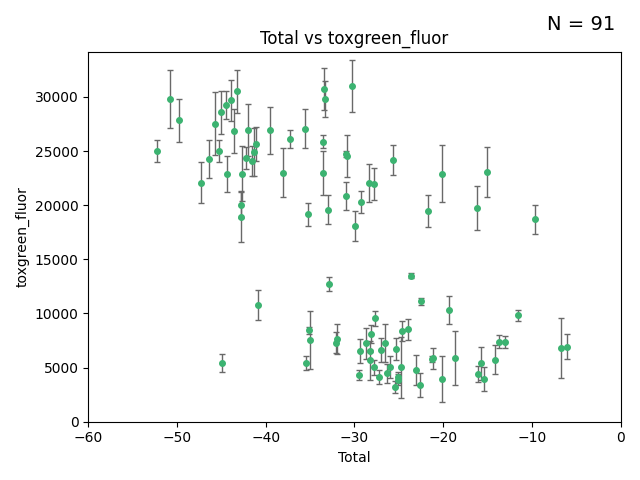 N = 91
Total vs toxgreen_fluor
toxgreen_fluor
30000
25000
20000
15000
10000
5000
0
−60 −50 −40 −30 −20 −10 0
Total